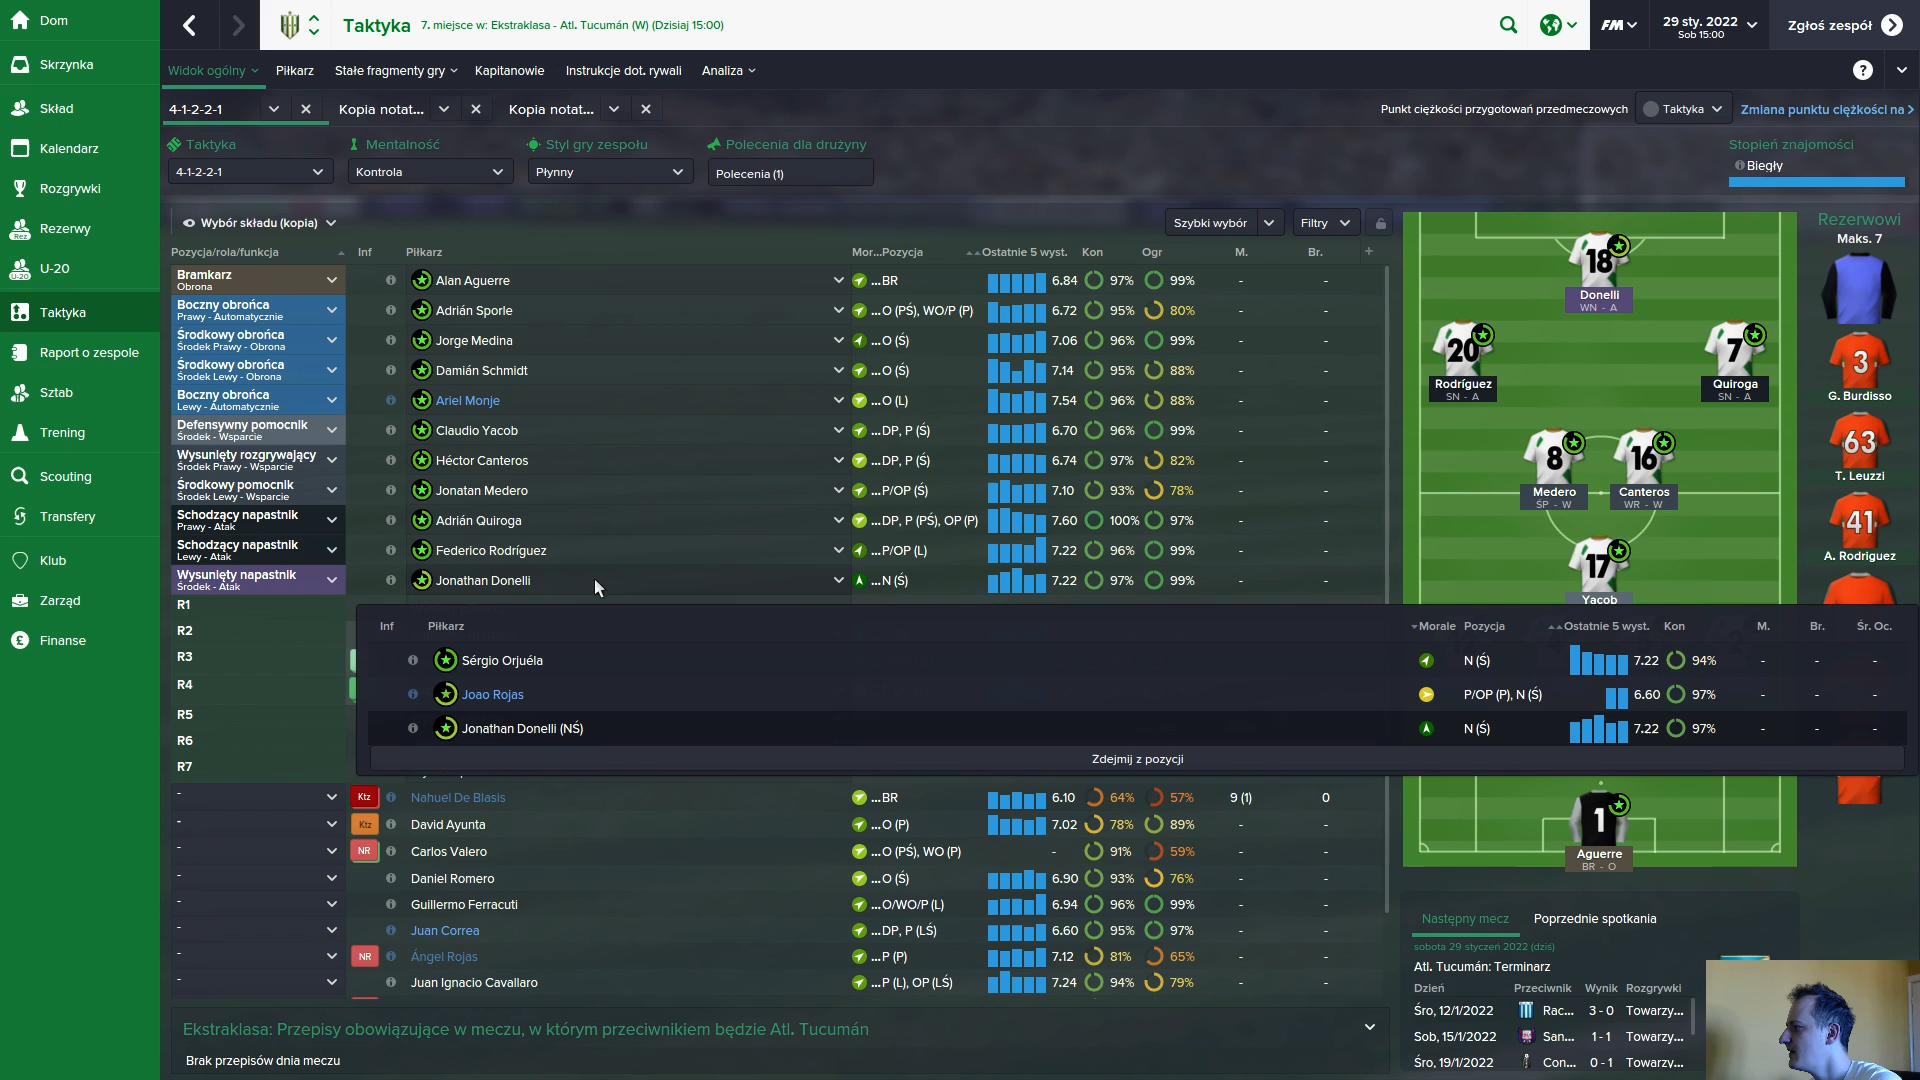 Dom
Skrzynka
Skład
Kalendarz
Rozgrywki
Rezerwy
U-20
Taktyka
Raport o zespole
Sztab
Trening
Scouting
Transfery
Klub
Zarząd
Finanse
Taktyka 7. miejsce w: Ekstraklasa - Atl. Tucumán (W) (Dzisiaj 15:00)
FM
29 sty. 2022
Sob 15:00
Zgłoś zespół
Widok ogólny Piłkarz Stałe fragmenty gry Kapitanowie Instrukcje dot. rywali Analiza
4-1-2-2-1 Kopia notat... Kopia notat...
Punkt ciężkości przygotowań przedmeczowych Taktyka Zmiana punktu ciężkości na
Taktyka Mentalność Styl gry zespołu Polecenia dla drużyny
4-1-2-2-1 Kontrola Płynny Polecenia (1)
Stopień znajomości
Biegły
Wybór składu (kopia) Szybki wybór Filtry
Pozycja/rola/funkcja Inf Piłkarz Mor...Pozycja Ostatnie 5 wyst. Kon Ogr M. Br. +
Bramkarz
Obrona
Alan Aguerre ...BR 6.84 97% 99% - -
Boczny obrońca
Prawy - Automatycznie
Adrián Sporle ...O (PŚ), WO/P (P) 6.72 95% 80% - -
Środkowy obrońca
Środek Prawy - Obrona
Jorge Medina ...O (Ś) 7.06 96% 99% - -
Środkowy obrońca
Środek Lewy - Obrona
Damián Schmidt ...O (Ś) 7.14 95% 88% - -
Boczny obrońca
Lewy - Automatycznie
Ariel Monje ...O (L) 7.54 96% 88% - -
Defensywny pomocnik
Środek - Wsparcie
Claudio Yacob ...DP, P (Ś) 6.70 96% 99% - -
Wysunięty rozgrywający
Środek Prawy - Wsparcie
Héctor Canteros ...DP, P (Ś) 6.74 97% 82% - -
Środkowy pomocnik
Środek Lewy - Wsparcie
Jonatan Medero ...P/OP (Ś) 7.10 93% 78% - -
Schodzący napastnik
Prawy - Atak
Adrián Quiroga ...DP, P (PŚ), OP (P) 7.60 100% 97% - -
Schodzący napastnik
Lewy - Atak
Federico Rodríguez ...P/OP (L) 7.22 96% 99% - -
Wysunięty napastnik
Środek - Atak
Jonathan Donelli ...N (Ś) 7.22 97% 99% - -
R1
R2
R3
R4
R5
R6
R7
Inf Piłkarz Morale Pozycja Ostatnie 5 wyst. Kon M. Br. Śr. Oc.
Sérgio Orjuéla N (Ś) 7.22 94% - - -
Joao Rojas P/OP (P), N (Ś) 6.60 97% - - -
Jonathan Donelli (NŚ) N (Ś) 7.22 97% - - -
Zdejmij z pozycji
- Ktz Nahuel De Blasis ...BR 6.10 64% 57% 9 (1) 0
- Ktz David Ayunta ...O (P) 7.02 78% 89% - -
- NR Carlos Valero ...O (PŚ), WO (P) - 91% 59% - -
- Daniel Romero ...O (Ś) 6.90 93% 76% - -
- Guillermo Ferracuti ...O/WO/P (L) 6.94 96% 99% - -
- Juan Correa ...DP, P (LŚ) 6.60 95% 97% - -
- NR Ángel Rojas ...P (P) 7.12 81% 65% - -
- Juan Ignacio Cavallaro ...P (L), OP (LŚ) 7.24 94% 79% - -
Ekstraklasa: Przepisy obowiązujące w meczu, w którym przeciwnikiem będzie Atl. Tucumán
Brak przepisów dnia meczu
18
Donelli
WN - A
20
Rodríguez
SN - A
7
Quiroga
SN - A
8
Medero
ŚP - W
16
Canteros
WR - W
17
Yacob
1
Aguerre
BR - O
Rezerwowi
Maks. 7
3
G. Burdisso
63
T. Leuzzi
41
A. Rodriguez
Następny mecz Poprzednie spotkania
sobota 29 styczeń 2022 (dziś)
Atl. Tucumán: Terminarz
Dzień Przeciwnik Wynik Rozgrywki
Śro, 12/1/2022 Rac... 3 - 0 Towarzy...
Sob, 15/1/2022 San... 1 - 1 Towarzy...
Śro, 19/1/2022 Con... 0 - 1 Towarzy...